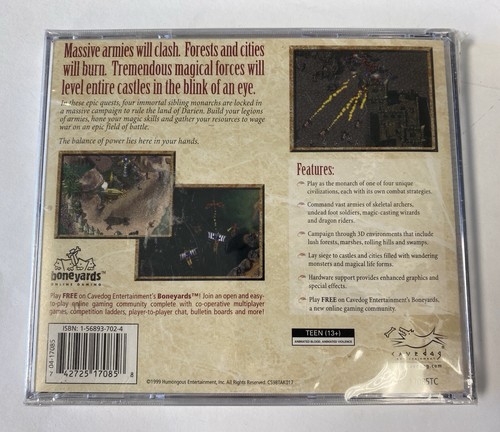 Massive armies will clash. Forests and cities
will burn. Tremendous magical forces will
level entire castles in the blink of an eye.
In these epic quests, four immortal sibling monarchs are locked in
a massive campaign to rule the land of Darien. Build your legions
of armies, hone your magic skills and gather your resources to wage
war on an epic field of battle.
The balance of power lies here in your hands.
Features:
Play as the monarch of one of four unique
civilizations, each with its own combat strategies.
Command vast armies of skeletal archers,
undead foot soldiers, magic-casting wizards
and dragon riders.
Campaign through 3D environments that include
lush forests, marshes, rolling hills and swamps.
Lay siege to castles and cities filled with wandering
monsters and magical life forms.
Hardware support provides enhanced graphics and
special effects.
Play FREE on Cavedog Entertainment's Boneyards,
a new online gaming community.
boneyards
ONLINE GAMING
Play FREE on Cavedog Entertainment's Boneyards™! Join an open and easy-
to-play online gaming community complete with co-operative multiplayer
games, competition ladders, player-to-player chat, bulletin boards and more!
ISBN: 1-56893-702-4
04-17085
7 42725 17085 8
TEEN (13+)
ANIMATED BLOOD, ANIMATED VIOLENCE
cavedog
entertainment
©1999 Humongous Entertainment, Inc. All Rights Reserved.